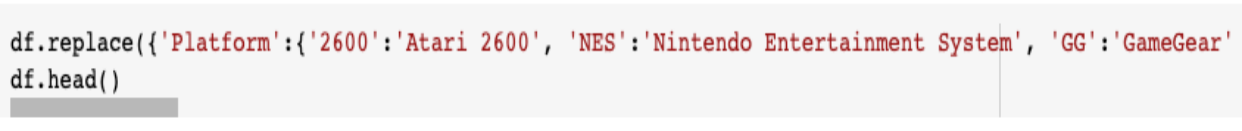 df.replace({'Platform':{'2600':'Atari 2600', 'NES':'Nintendo Entertainment System', 'GG':'GameGear'
df.head()